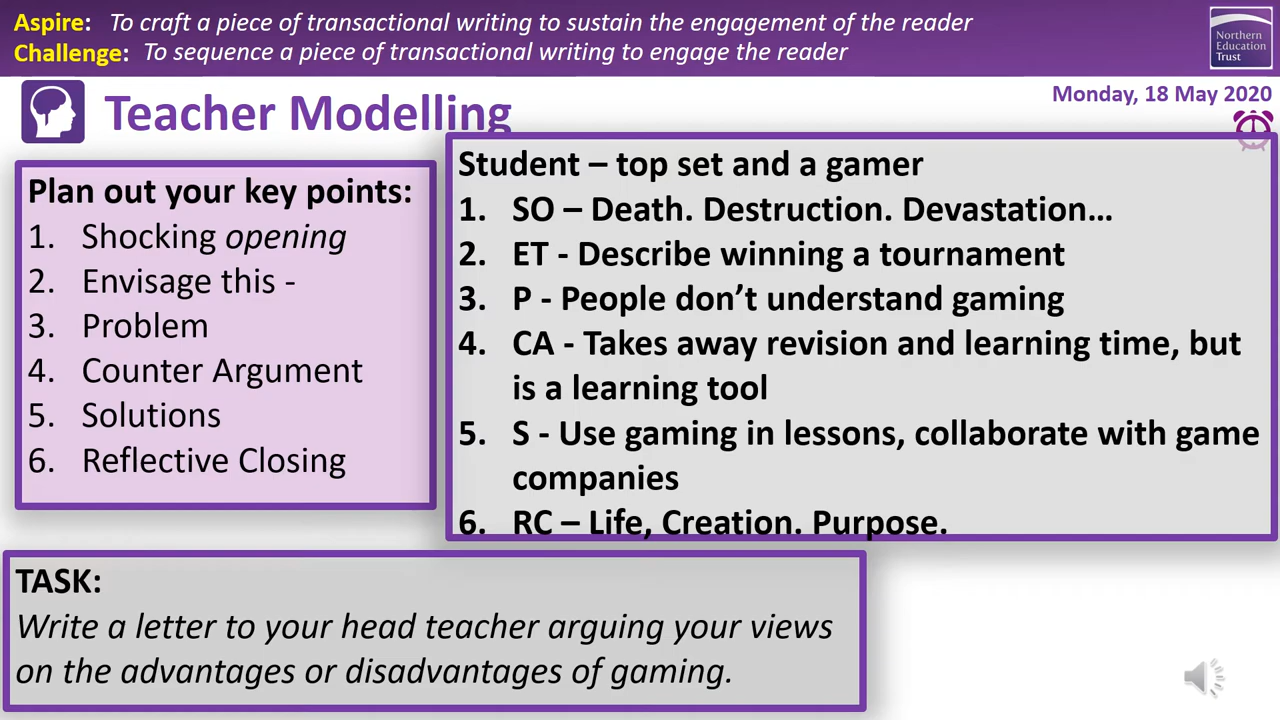 Aspire: To craft a piece of transactional writing to sustain the engagement of the reader
Challenge: To sequence a piece of transactional writing to engage the reader
Northern
Education
Trust
Teacher Modelling
Monday, 18 May 2020
Plan out your key points:
1. Shocking opening
2. Envisage this -
3. Problem
4. Counter Argument
5. Solutions
6. Reflective Closing
Student – top set and a gamer
1. SO – Death. Destruction. Devastation…
2. ET - Describe winning a tournament
3. P - People don’t understand gaming
4. CA - Takes away revision and learning time, but
is a learning tool
5. S - Use gaming in lessons, collaborate with game
companies
6. RC – Life, Creation. Purpose.
TASK:
Write a letter to your head teacher arguing your views
on the advantages or disadvantages of gaming.